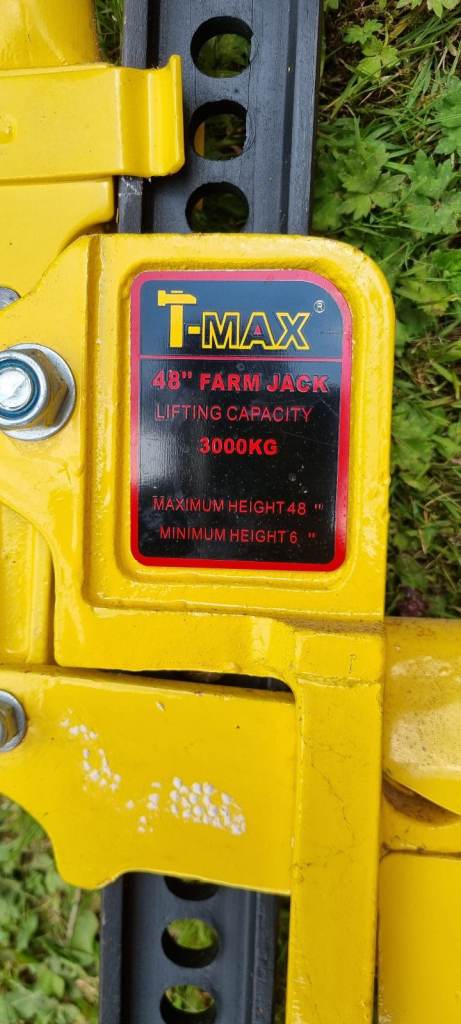 T-MAX ®
48" FARM JACK
LIFTING CAPACITY
3000KG
MAXIMUM HEIGHT 48 "
MINIMUM HEIGHT 6 "